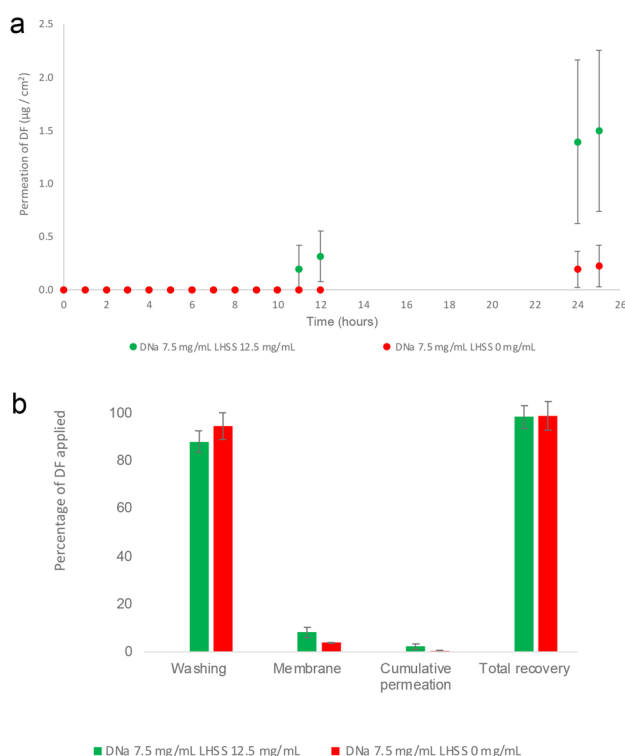 a
Permeation of DF (µg / cm²)
2.5
2.0
1.5
1.0
0.5
0.0
0 2 4 6 8 10 12 14 16 18 20 22 24 26
Time (hours)
DNa 7.5 mg/mL LHSS 12.5 mg/mL DNa 7.5 mg/mL LHSS 0 mg/mL
b
Percentage of DF applied
100
80
60
40
20
0
Washing Membrane Cumulative Total recovery
permeation
DNa 7.5 mg/mL LHSS 12.5 mg/mL DNa 7.5 mg/mL LHSS 0 mg/mL